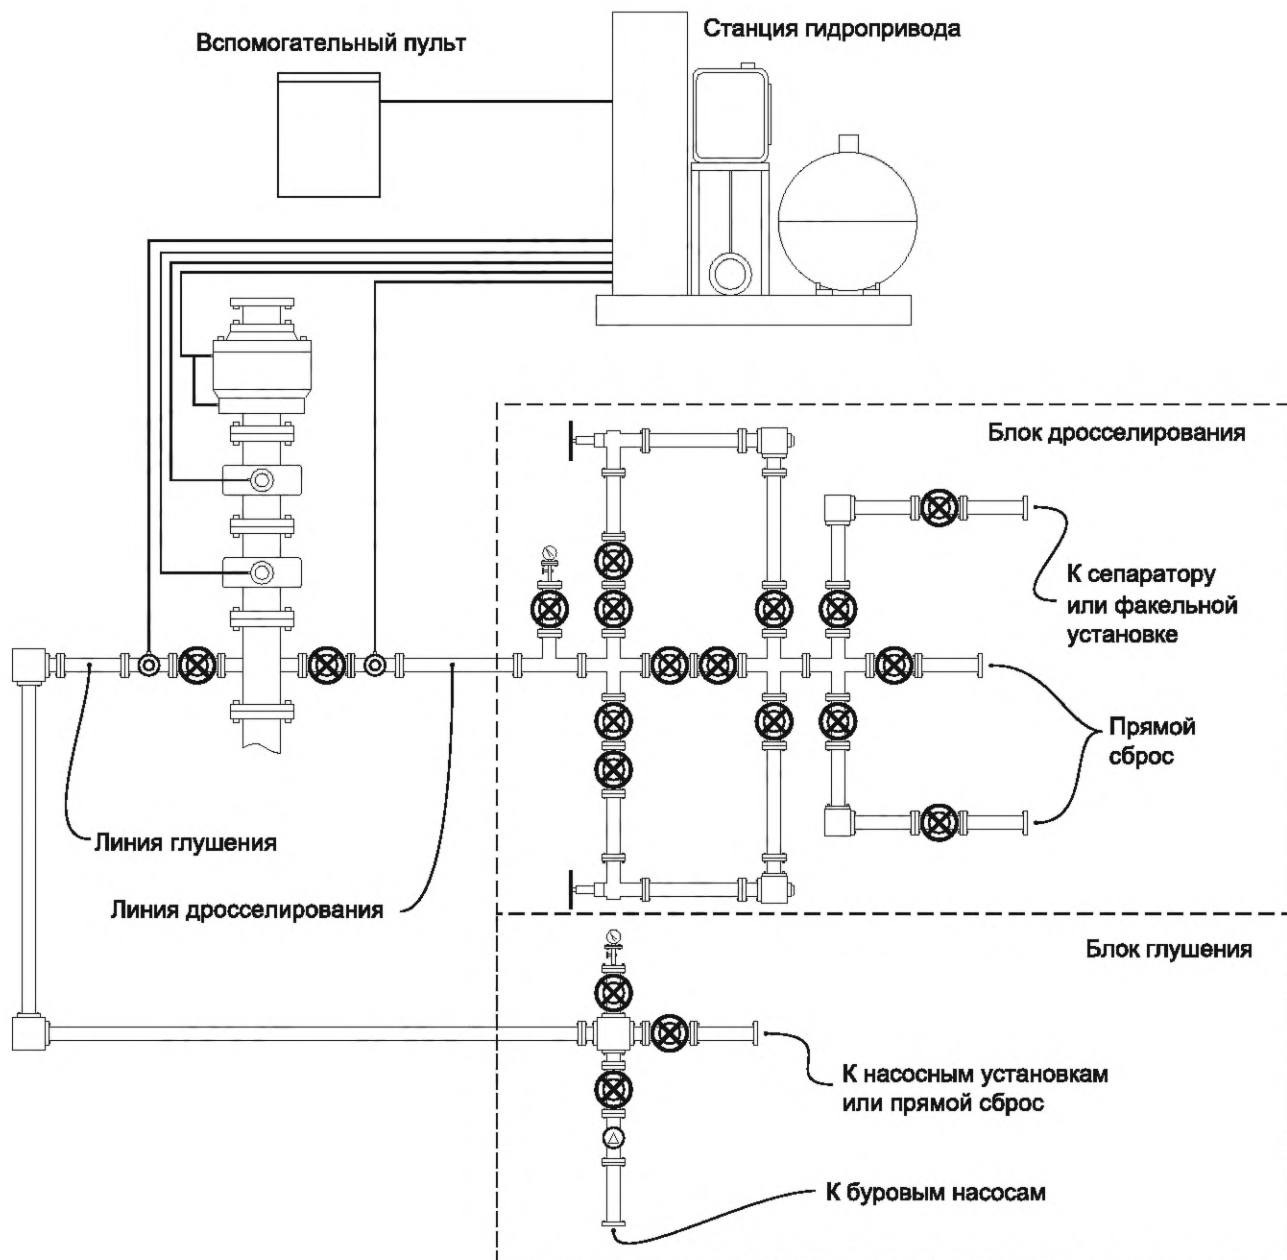 Вспомогательный пульт
Станция гидропривода
Блок дросселирования
К сепаратору
или факельной
установке
Прямой
сброс
Линия глушения
Линия дросселирования
Блок глушения
К насосным установкам
или прямой сброс
К буровым насосам